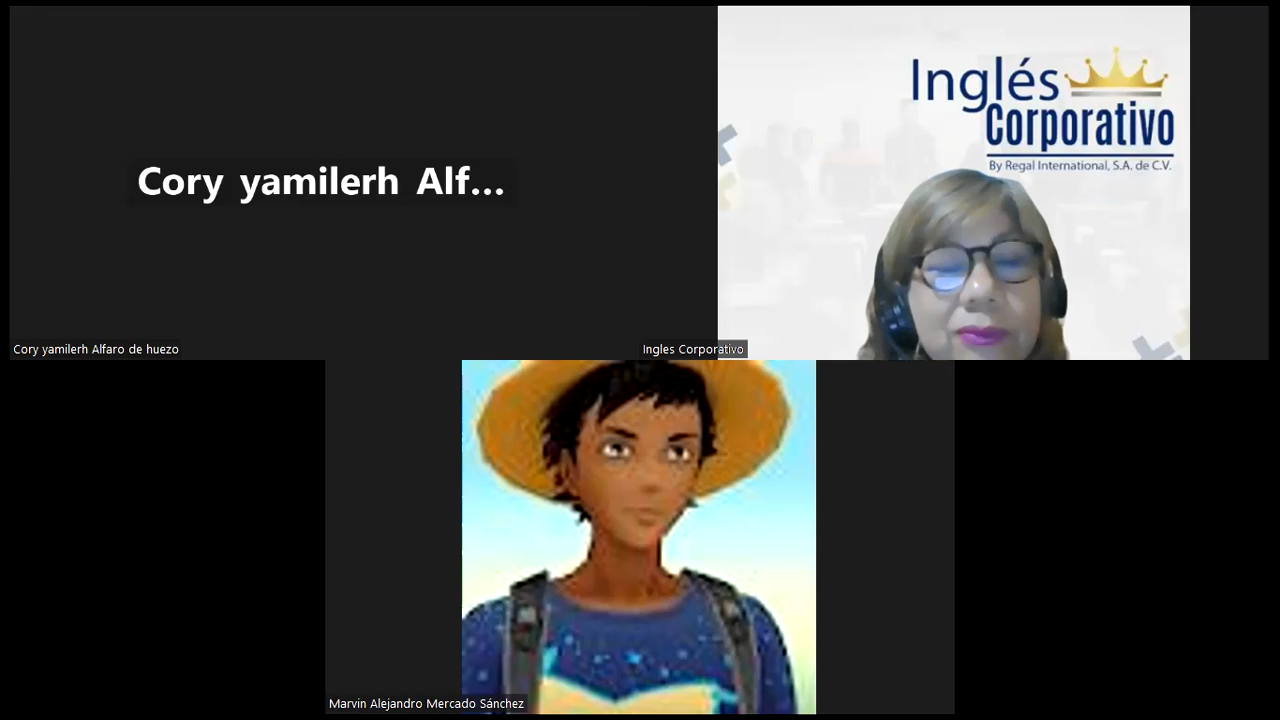 Cory yamilerh Alf...
Inglés
Corporativo
By Regal International, S.A. de C.V.
Cory yamilerh Alfaro de huezo
Ingles Corporativo
Marvin Alejandro Mercado Sánchez